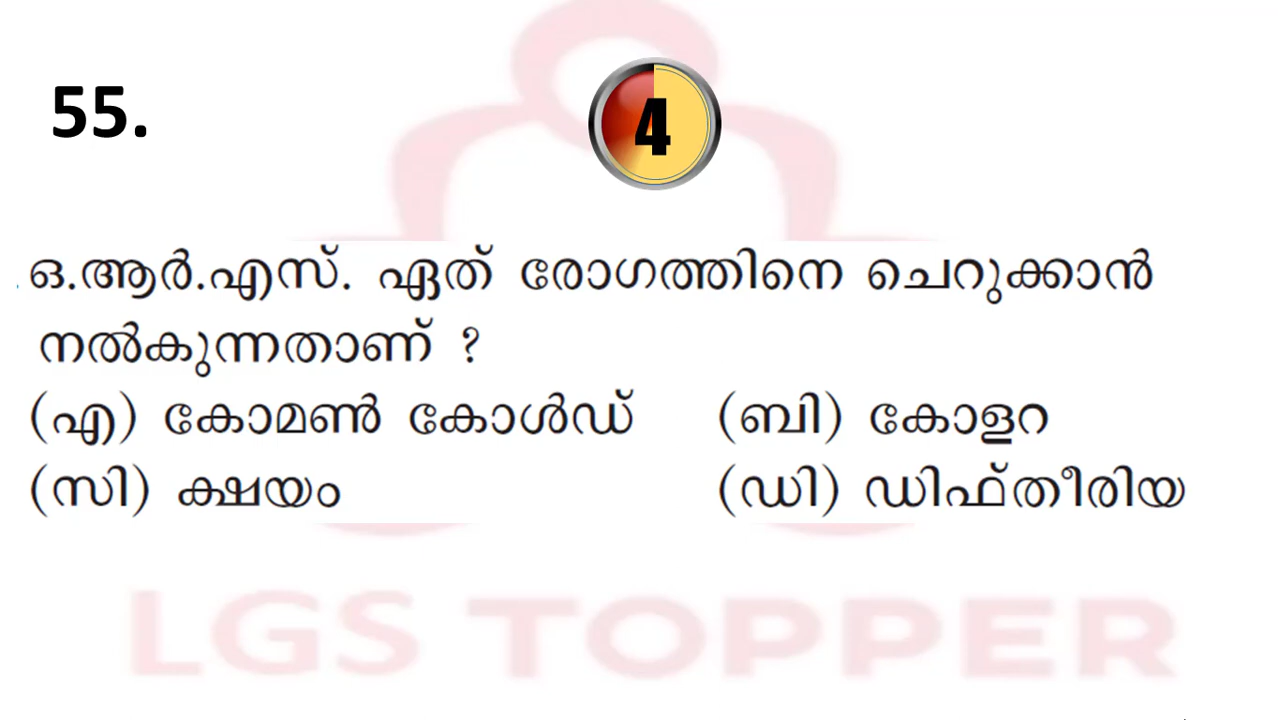 55.
4
ഒ.ആർ.എസ്. ഏത് രോഗത്തിനെ ചെറുക്കാൻ
നൽകുന്നതാണ് ?
(എ) കോമൺ കോൾഡ് (ബി) കോളറ
(സി) ക്ഷയം (ഡി) ഡിഫ്തീരിയ
LGS TOPPER